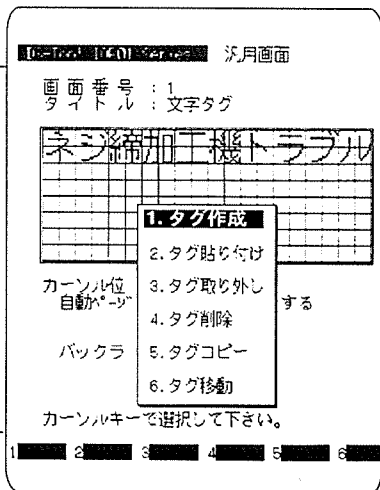 汎用画面
画面番号 : 1
タイトル : 文字タグ
ネジ締加工機トラブル
1.タグ作成
2.タグ貼り付け
カーソル位
3.タグ取り外し
自動ページ
する
4.タグ削除
バックラ
5.タグコピー
6.タグ移動
カーソルキーで選択して下さい。
1 2 3 4 5 6